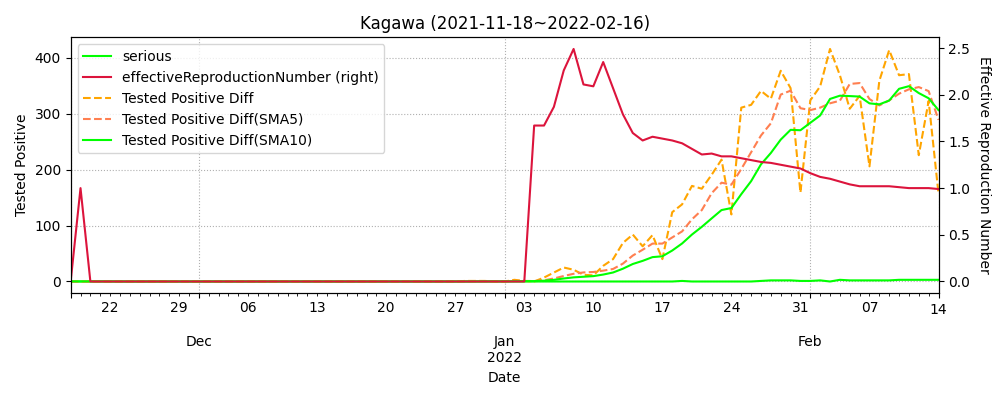 Kagawa (2021-11-18~2022-02-16)
serious
effectiveReproductionNumber (right)
Tested Positive Diff
Tested Positive Diff(SMA5)
Tested Positive Diff(SMA10)
Tested Positive
400
300
200
100
0
2.5
2.0
1.5
1.0
0.5
0.0
Effective Reproduction Number
22 29 06 13 20 27 03 10 17 24 31 07 14
Dec Jan Feb
2022
Date